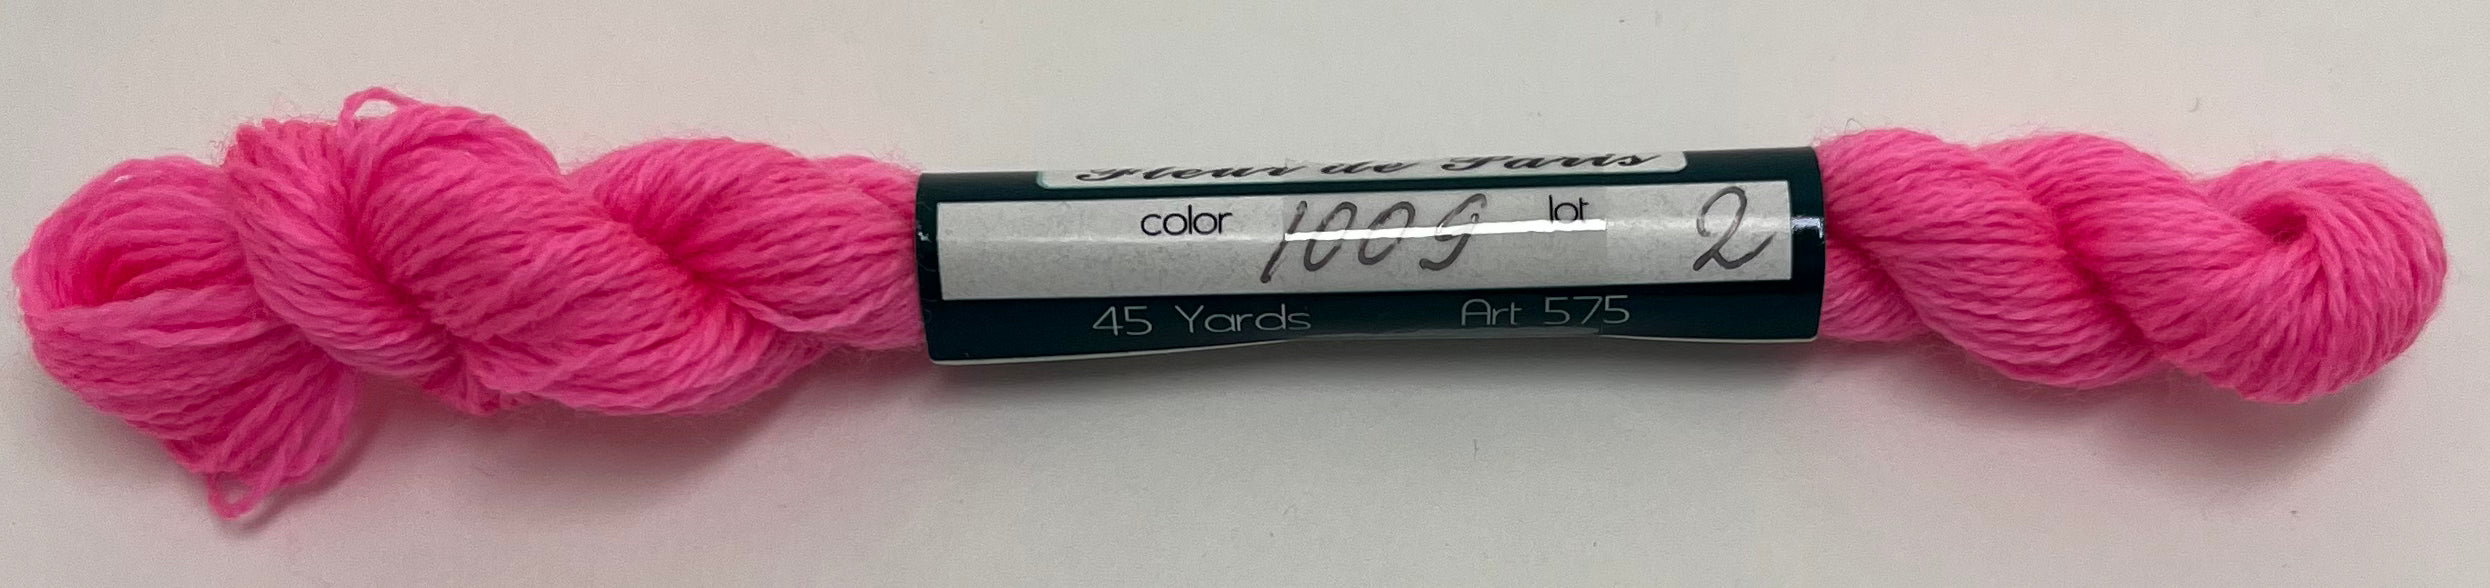 Fleur de Paris
color 1009 lot 2
45 Yards Art 575